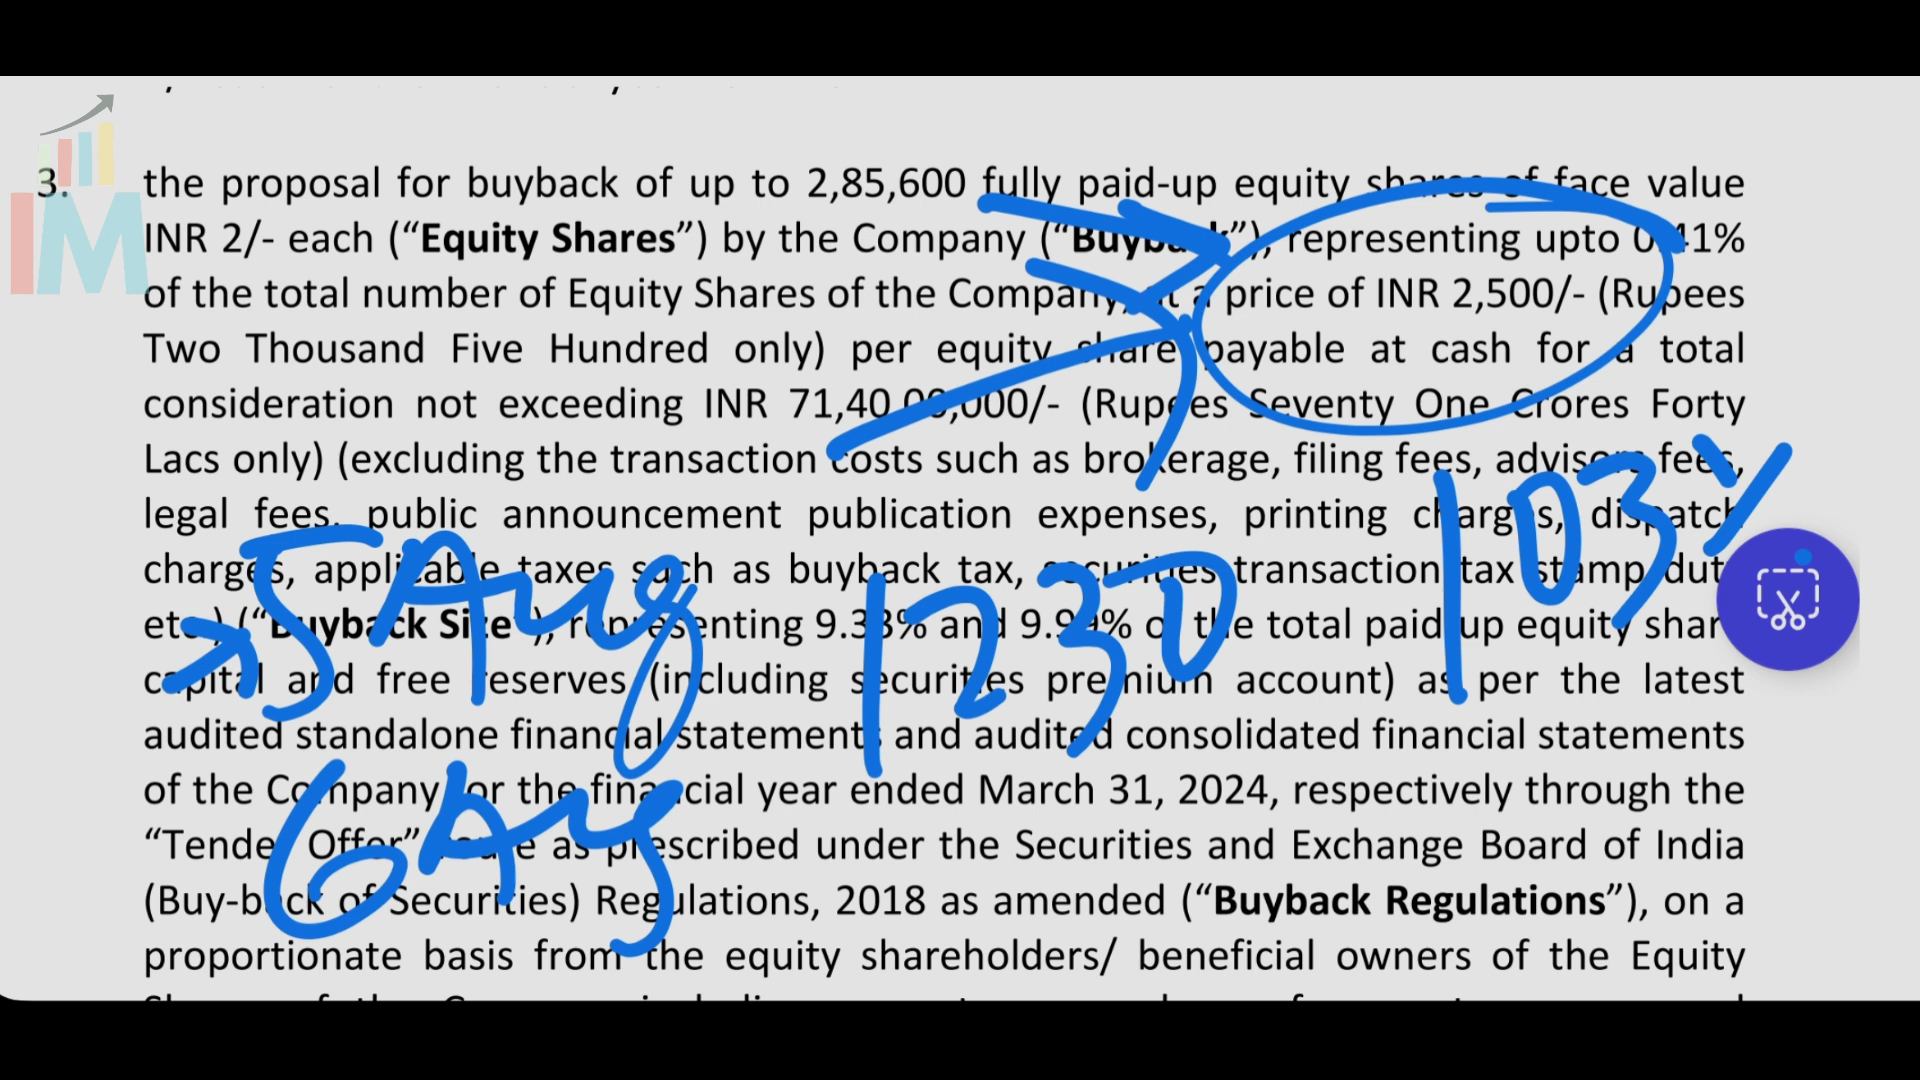 3. the proposal for buyback of up to 2,85,600 fully paid-up equity shares of face value
INR 2/- each (“Equity Shares”) by the Company (“Buyback”), representing upto 0.41%
of the total number of Equity Shares of the Company, at a price of INR 2,500/- (Rupees
Two Thousand Five Hundred only) per equity share payable at cash for a total
consideration not exceeding INR 71,40,00,000/- (Rupees Seventy One Crores Forty
Lacs only) (excluding the transaction costs such as brokerage, filing fees, advisors fees,
legal fees, public announcement publication expenses, printing charges, dispatch
charges, applicable taxes such as buyback tax, securities transaction tax stamp duty
etc.) (“Buyback Size”), representing 9.33% and 9.99% of the total paid up equity share
capital and free reserves (including securities premium account) as per the latest
audited standalone financial statements and audited consolidated financial statements
of the Company for the financial year ended March 31, 2024, respectively through the
“Tender Offer” route as prescribed under the Securities and Exchange Board of India
(Buy-back of Securities) Regulations, 2018 as amended (“Buyback Regulations”), on a
proportionate basis from the equity shareholders/ beneficial owners of the Equity
IM
5 Aug 1230 103%
6 Aug